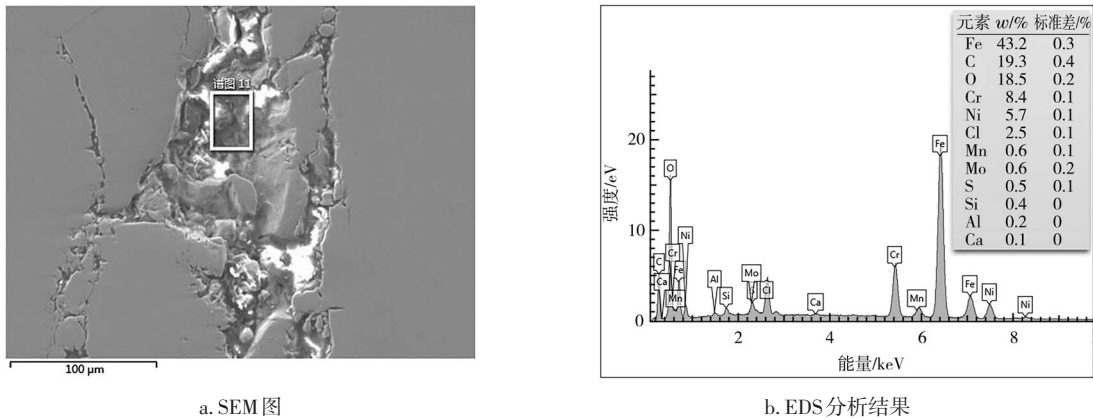 谱图 11
100 μm
a. SEM图
元素 w/% 标准差/%
Fe 43.2 0.3
C 19.3 0.4
O 18.5 0.2
Cr 8.4 0.1
Ni 5.7 0.1
Cl 2.5 0.1
Mn 0.6 0.1
Mo 0.6 0.2
S 0.5 0.1
Si 0.4 0
Al 0.2 0
Ca 0.1 0
强度/eV
20
10
0
C
Ca
O
Cr
Fe
Mn
Ni
Al
Si
Mo
S
Cl
Ca
Cr
Mn
Fe
Fe
Ni
Ni
2 4 6 8
能量/keV
b. EDS分析结果